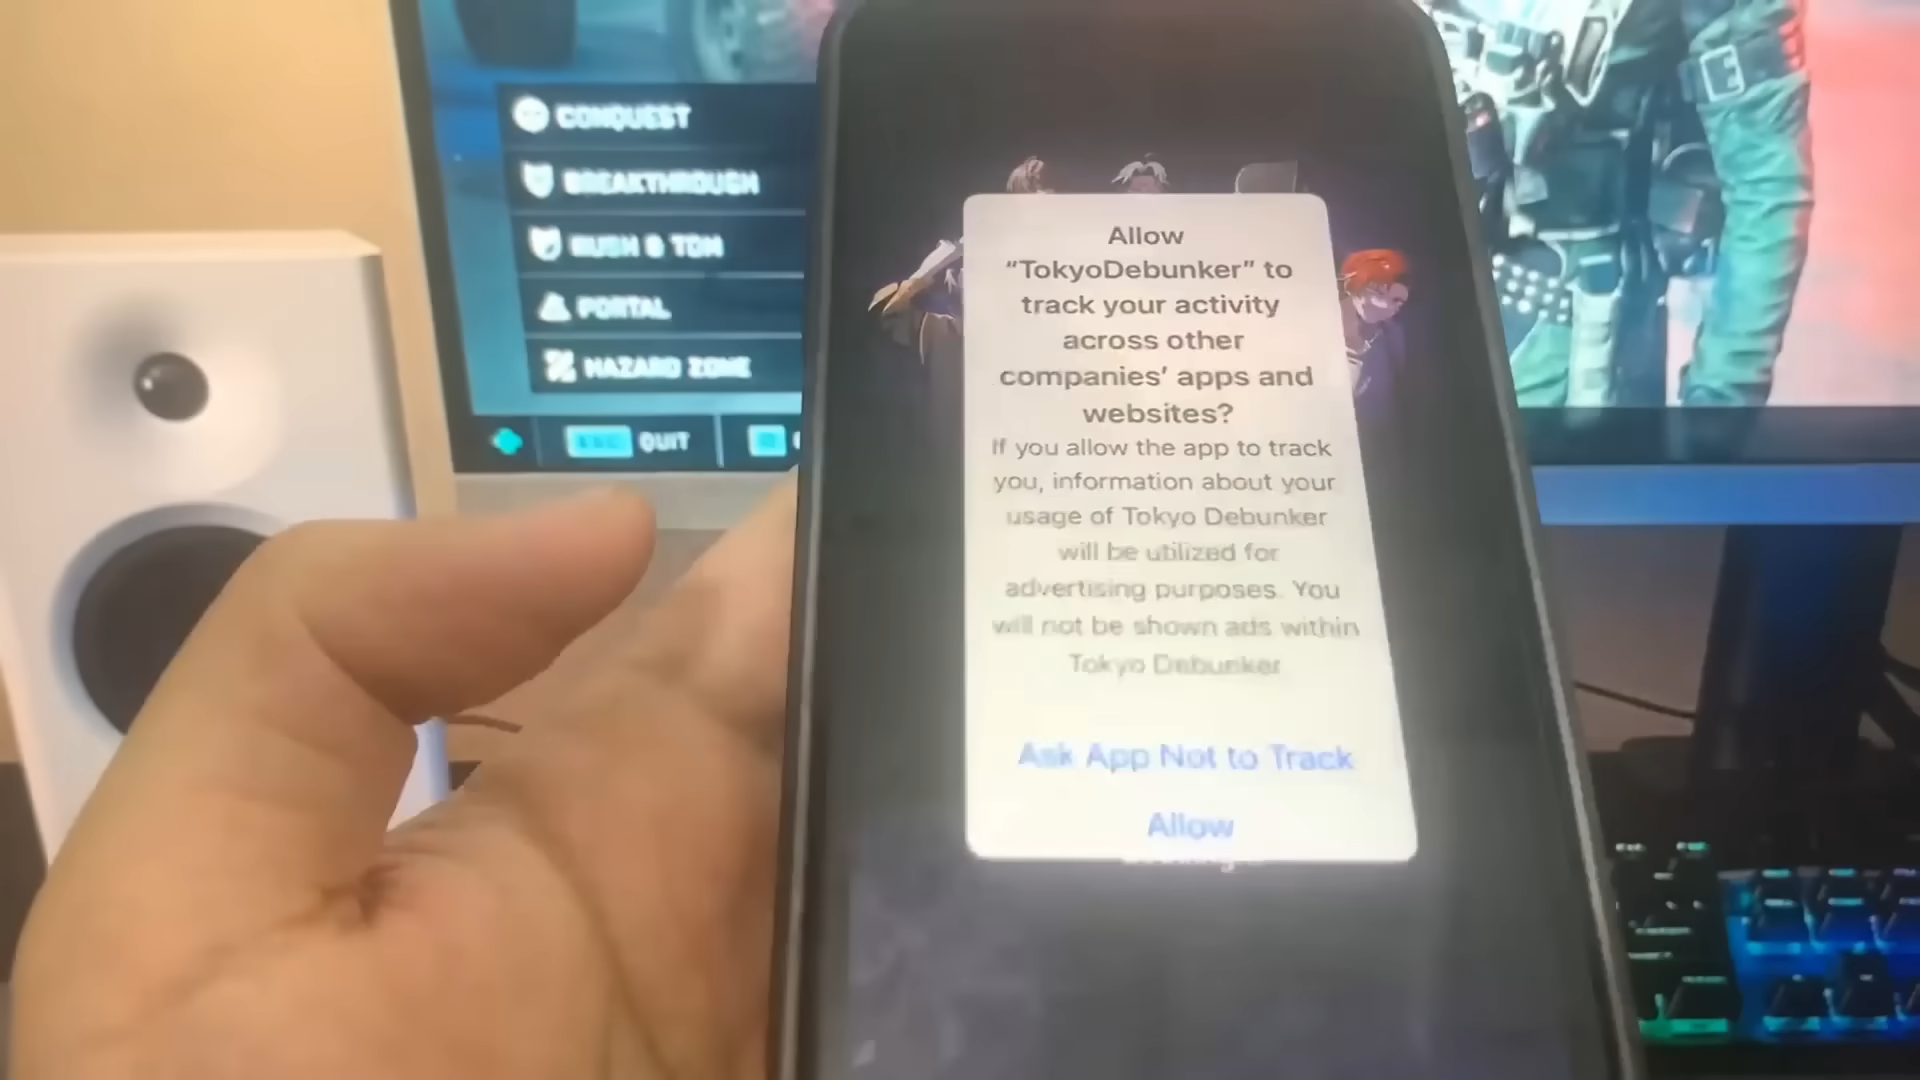 CONQUEST
BREAKTHROUGH
RUSH & TDM
PORTAL
HAZARD ZONE
ESC QUIT
Allow
“TokyoDebunker” to
track your activity
across other
companies’ apps and
websites?
If you allow the app to track
you, information about your
usage of Tokyo Debunker
will be utilized for
advertising purposes. You
will not be shown ads within
Tokyo Debunker
Ask App Not to Track
Allow